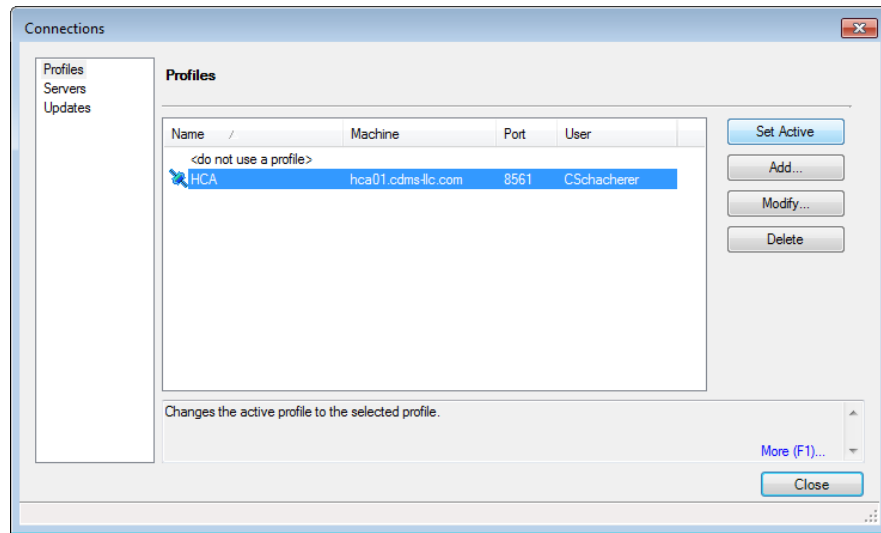 Connections
Profiles
Servers
Updates
Profiles
Name / Machine Port User
<do not use a profile>
HCA hca01.cdms-llc.com 8561 CSchacherer
Set Active
Add...
Modify...
Delete
Changes the active profile to the selected profile.
More (F1)...
Close